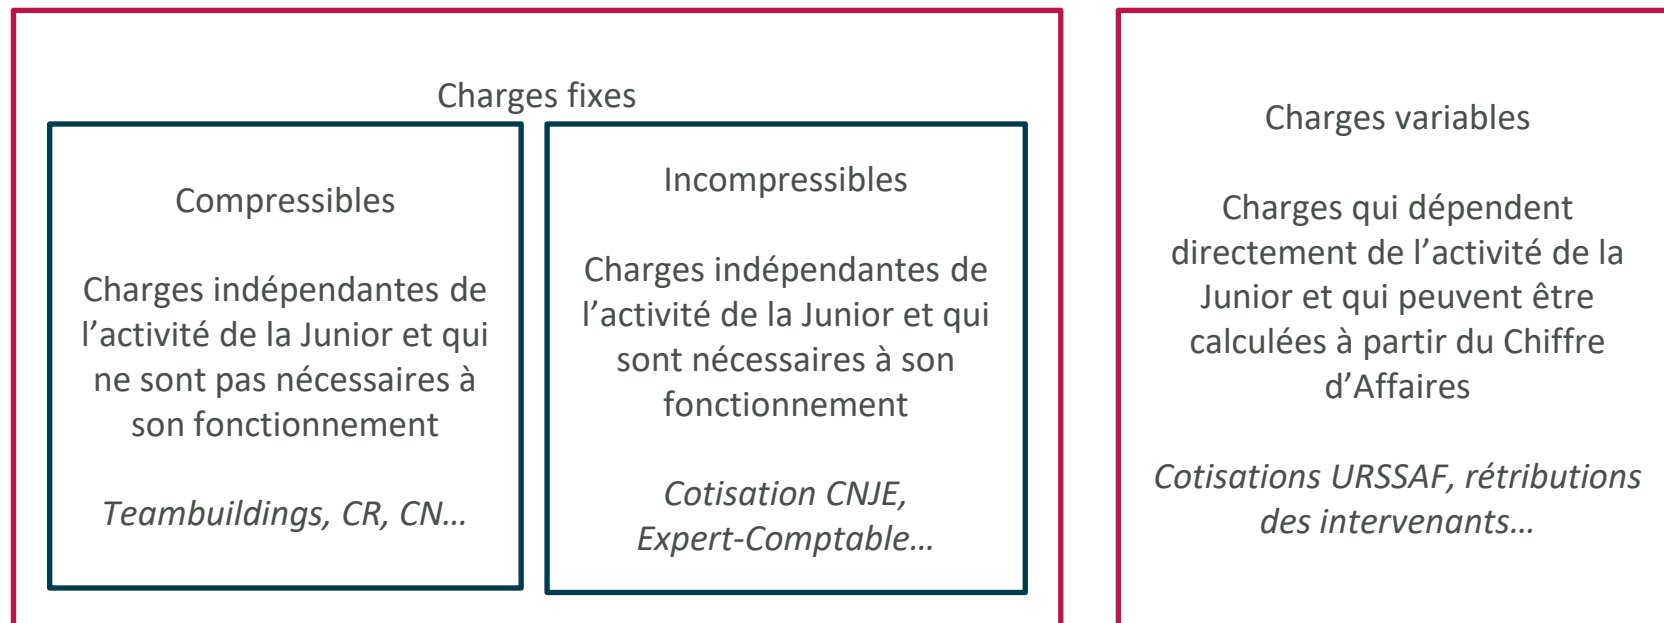 Charges fixes
Compressibles
Charges indépendantes de
l’activité de la Junior et qui
ne sont pas nécessaires à
son fonctionnement
Teambuildings, CR, CN…
Incompressibles
Charges indépendantes de
l’activité de la Junior et qui
sont nécessaires à son
fonctionnement
Cotisation CNJE,
Expert-Comptable…
Charges variables
Charges qui dépendent
directement de l’activité de la
Junior et qui peuvent être
calculées à partir du Chiffre
d’Affaires
Cotisations URSSAF, rétributions
des intervenants…